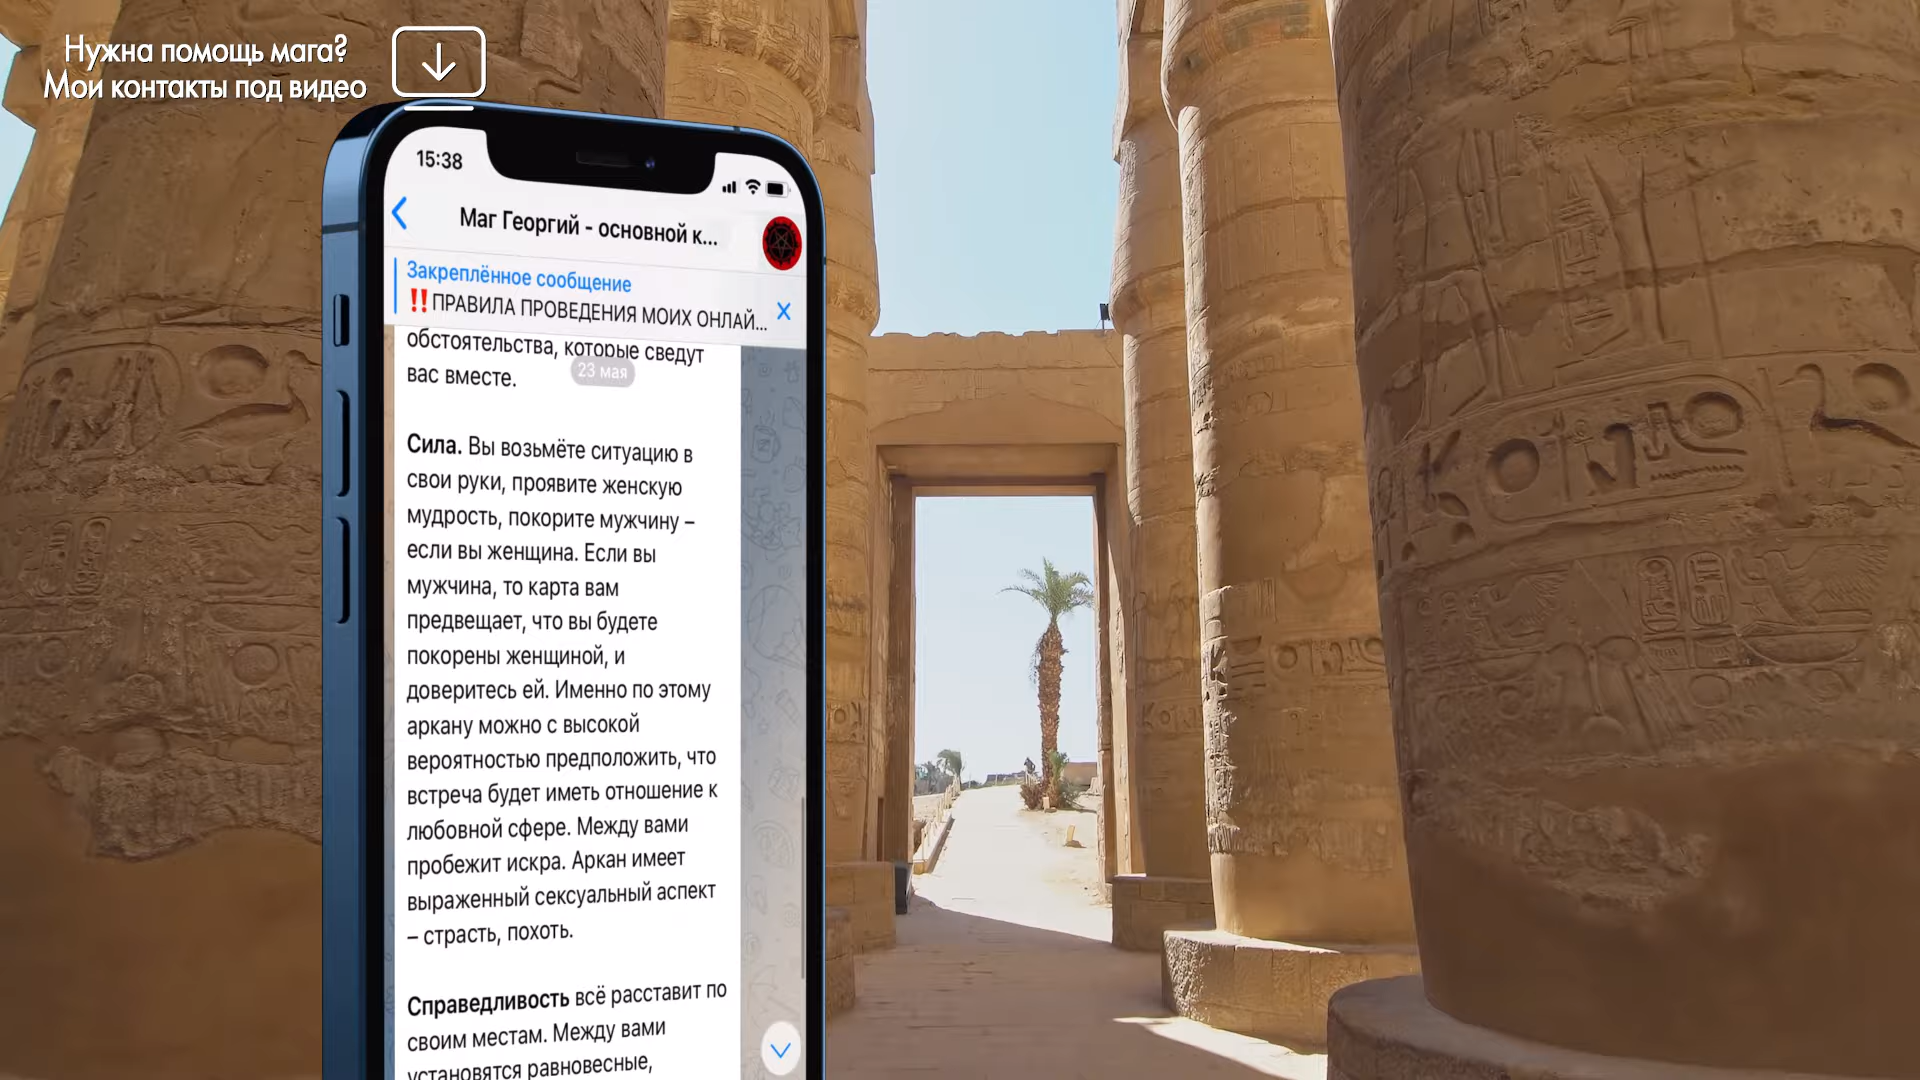 Нужна помощь мага?
Мои контакты под видео
15:38
Маг Георгий - основной к...
Закреплённое сообщение
‼️ПРАВИЛА ПРОВЕДЕНИЯ МОИХ ОНЛАЙ...
обстоятельства, которые сведут
вас вместе.
23 мая
Сила. Вы возьмёте ситуацию в
свои руки, проявите женскую
мудрость, покорите мужчину –
если вы женщина. Если вы
мужчина, то карта вам
предвещает, что вы будете
покорены женщиной, и
доверитесь ей. Именно по этому
аркану можно с высокой
вероятностью предположить, что
встреча будет иметь отношение к
любовной сфере. Между вами
пробежит искра. Аркан имеет
выраженный сексуальный аспект
– страсть, похоть.
Справедливость всё расставит по
своим местам. Между вами
установятся равновесные,